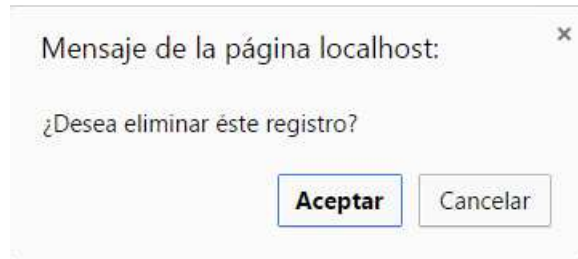 Mensaje de la página localhost:
¿Desea eliminar éste registro?
Aceptar Cancelar